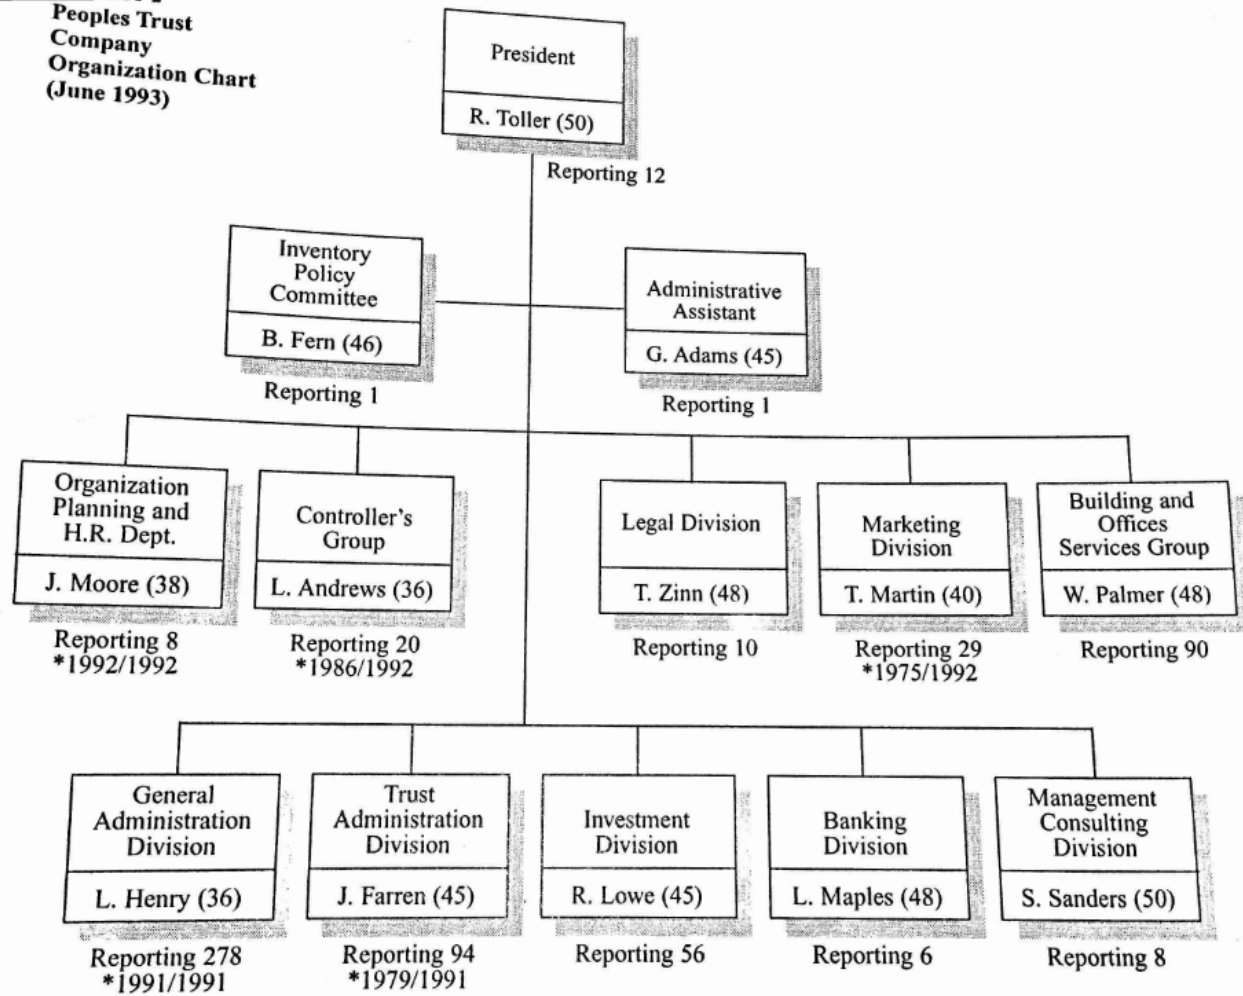 Peoples Trust
Company
Organization Chart
(June 1993)
President
R. Toller (50)
Reporting 12
Inventory
Policy
Committee
B. Fern (46)
Reporting 1
Administrative
Assistant
G. Adams (45)
Reporting 1
Organization
Planning and
H.R. Dept.
J. Moore (38)
Reporting 8
*1992/1992
Controller's
Group
L. Andrews (36)
Reporting 20
*1986/1992
Legal Division
T. Zinn (48)
Reporting 10
Marketing
Division
T. Martin (40)
Reporting 29
*1975/1992
Building and
Offices
Services Group
W. Palmer (48)
Reporting 90
General
Administration
Division
L. Henry (36)
Reporting 278
*1991/1991
Trust
Administration
Division
J. Farren (45)
Reporting 94
*1979/1991
Investment
Division
R. Lowe (45)
Reporting 56
Banking
Division
L. Maples (48)
Reporting 6
Management
Consulting
Division
S. Sanders (50)
Reporting 8